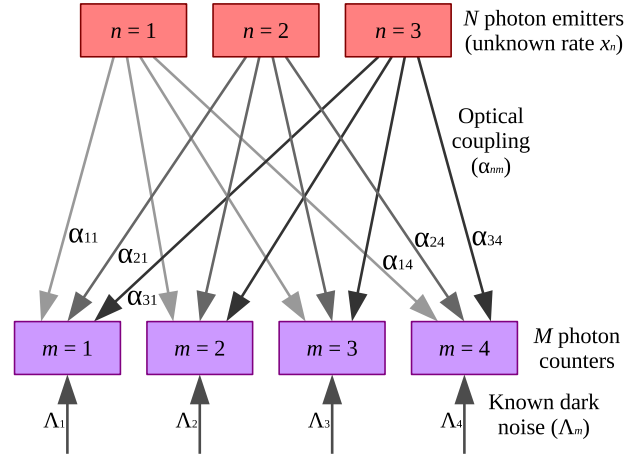 n = 1
n = 2
n = 3
N photon emitters
(unknown rate xₙ)
Optical
coupling
(αₙₘ)
α₁₁
α₂₁
α₃₁
α₁₄
α₂₄
α₃₄
m = 1
m = 2
m = 3
m = 4
M photon
counters
Λ₁
Λ₂
Λ₃
Λ₄
Known dark
noise (Λₘ)